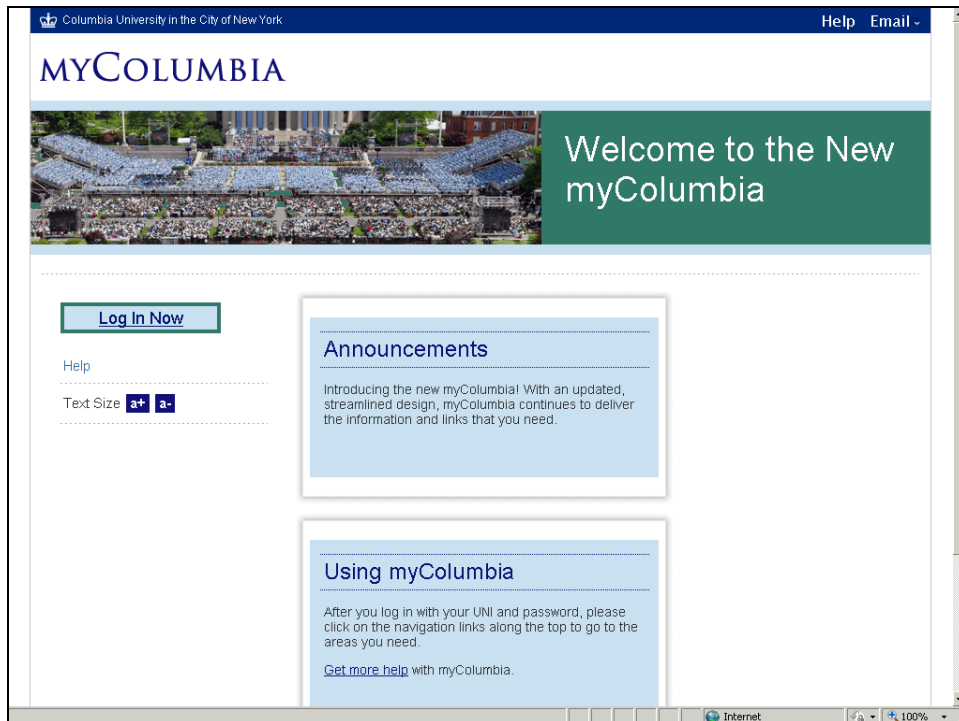 Columbia University in the City of New York
Help Email
MYCOLUMBIA
Welcome to the New
myColumbia
Log In Now
Help
Text Size a+ a-
Announcements
Introducing the new myColumbia! With an updated,
streamlined design, myColumbia continues to deliver
the information and links that you need.
Using myColumbia
After you log in with your UNI and password, please
click on the navigation links along the top to go to the
areas you need.
Get more help with myColumbia.
Internet
100%